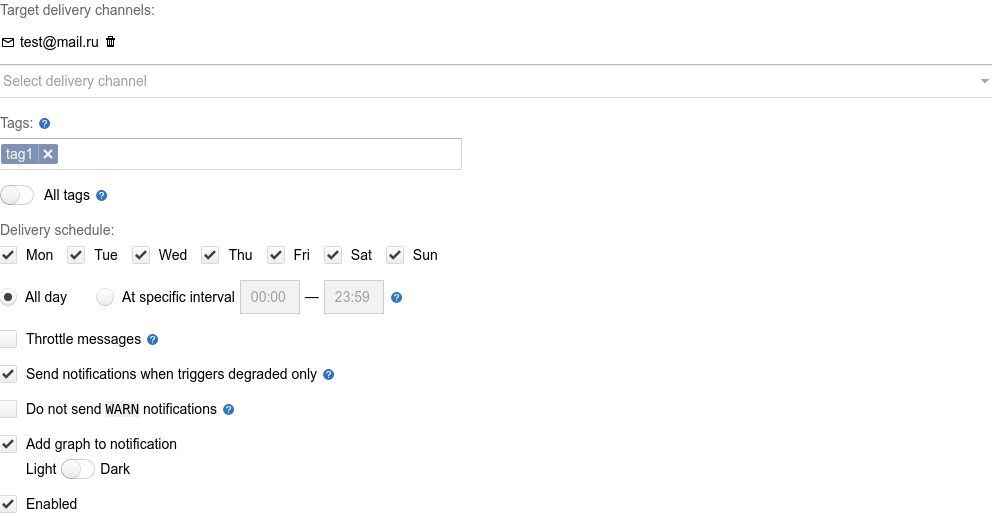 Target delivery channels:
test@mail.ru
Select delivery channel
Tags: ?
tag1
All tags ?
Delivery schedule:
Mon Tue Wed Thu Fri Sat Sun
All day At specific interval 00:00 — 23:59 ?
Throttle messages ?
Send notifications when triggers degraded only ?
Do not send WARN notifications ?
Add graph to notification
Light Dark
Enabled